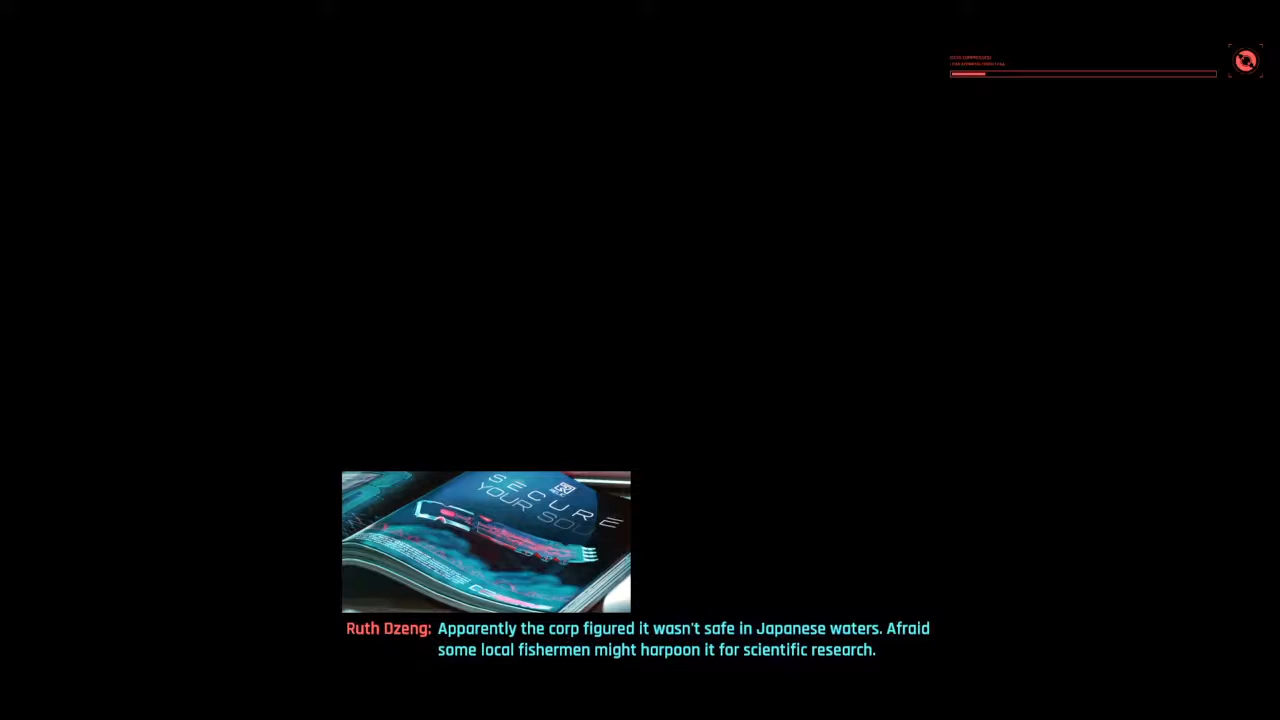 SECURE
YOUR SOU
Ruth Dzeng: Apparently the corp figured it wasn't safe in Japanese waters. Afraid
some local fishermen might harpoon it for scientific research.